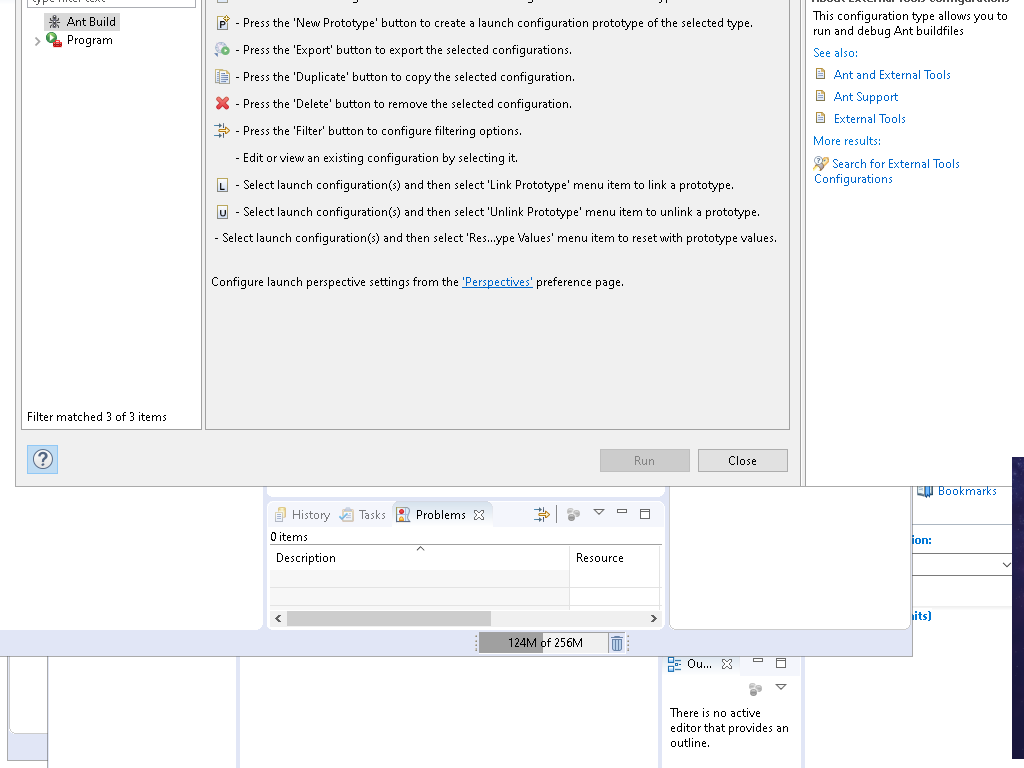 Ant Build
Program
Filter matched 3 of 3 items
- Press the 'New Prototype' button to create a launch configuration prototype of the selected type.
- Press the 'Export' button to export the selected configurations.
- Press the 'Duplicate' button to copy the selected configuration.
- Press the 'Delete' button to remove the selected configuration.
- Press the 'Filter' button to configure filtering options.
- Edit or view an existing configuration by selecting it.
- Select launch configuration(s) and then select 'Link Prototype' menu item to link a prototype.
- Select launch configuration(s) and then select 'Unlink Prototype' menu item to unlink a prototype.
- Select launch configuration(s) and then select 'Res...ype Values' menu item to reset with prototype values.
Configure launch perspective settings from the 'Perspectives' preference page.
Run
Close
About External Tools Configurations
This configuration type allows you to
run and debug Ant buildfiles
See also:
Ant and External Tools
Ant Support
External Tools
More results:
Search for External Tools
Configurations
Bookmarks
ion:
History
Tasks
Problems
0 items
Description
Resource
124M of 256M
Ou...
There is no active
editor that provides an
outline.